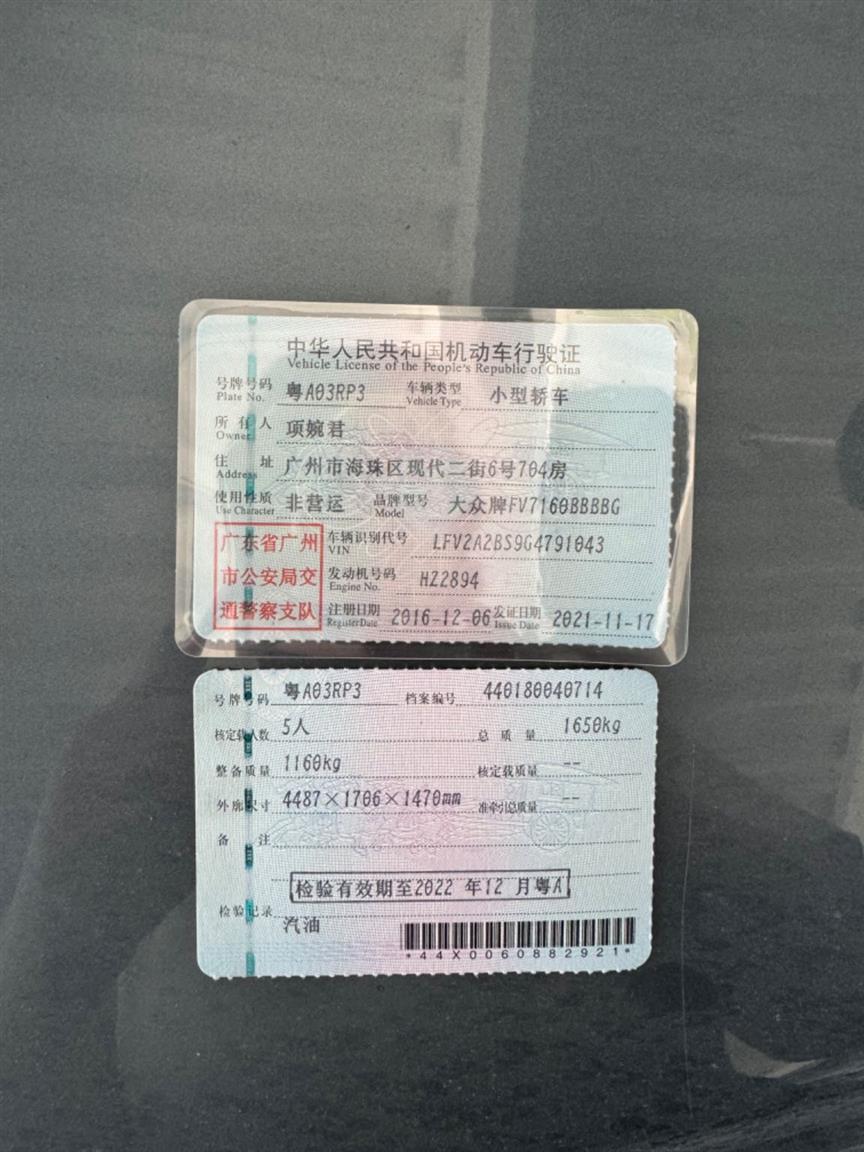 中华人民共和国机动车行驶证
Vehicle License of the People's Republic of China
号牌号码 粤A03RP3 车辆类型 小型轿车
Plate No. Vehicle Type
所有人 项婉君
Owner
住址 广州市海珠区现代二街6号704房
Address
使用性质 非营运 品牌型号 大众牌FV7160BBBBG
Use Character Model
广东省广州市公安局交通警察支队
车辆识别代号 LFV2A2BS9G4791043
VIN
发动机号码 HZ2894
Engine No.
注册日期 2016-12-06 发证日期 2021-11-17
Register Date Issue Date
号牌号码 粤A03RP3 档案编号 440180040714
核定载人数 5人 总质量 1650kg
整备质量 1160kg 核定载质量 --
外廓尺寸 4487×1706×1470mm 准牵引总质量 --
备注
检验有效期至2022 年12 月粤A
检验记录
汽油
*44X0060882921*